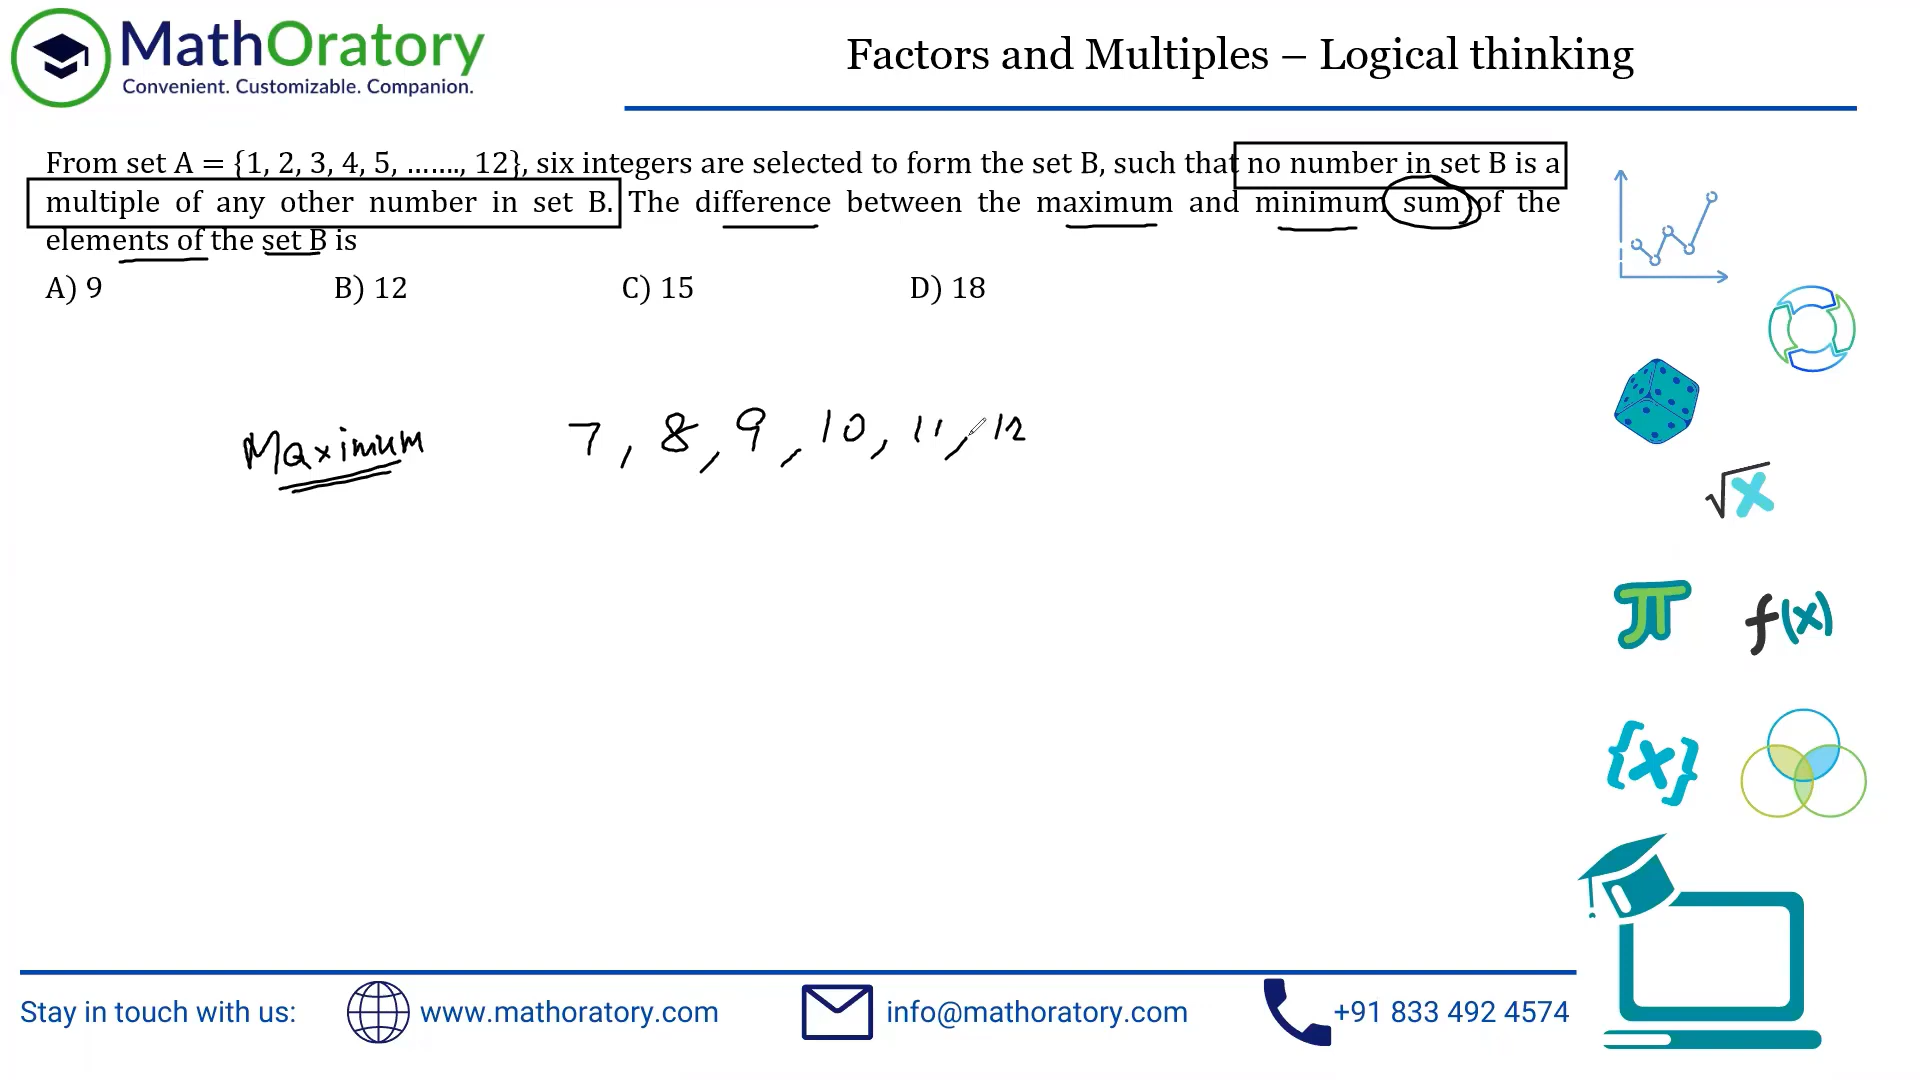 MathOratory
Convenient. Customizable. Companion.
Factors and Multiples – Logical thinking
From set A = {1, 2, 3, 4, 5, ……., 12}, six integers are selected to form the set B, such that no number in set B is a
multiple of any other number in set B. The difference between the maximum and minimum sum of the
elements of the set B is
A) 9 B) 12 C) 15 D) 18
Maximum 7, 8, 9, 10, 11, 12
√x
π f(x)
{x}
Stay in touch with us: www.mathoratory.com info@mathoratory.com +91 833 492 4574